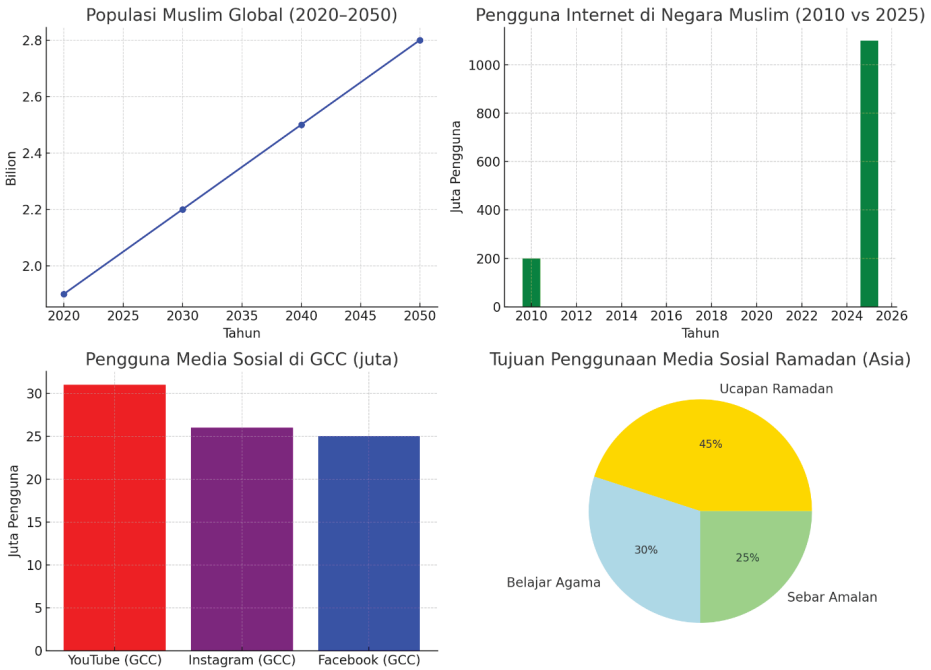 Populasi Muslim Global (2020–2050)
2.8
2.6
2.4
2.2
2.0
Bilion
2020 2025 2030 2035 2040 2045 2050
Tahun
Pengguna Internet di Negara Muslim (2010 vs 2025)
1000
800
600
400
200
0
Juta Pengguna
2010 2012 2014 2016 2018 2020 2022 2024 2026
Tahun
Pengguna Media Sosial di GCC (juta)
30
25
20
15
10
5
0
Juta Pengguna
YouTube (GCC) Instagram (GCC) Facebook (GCC)
Tujuan Penggunaan Media Sosial Ramadan (Asia)
Ucapan Ramadan
45%
30%
25%
Belajar Agama
Sebar Amalan